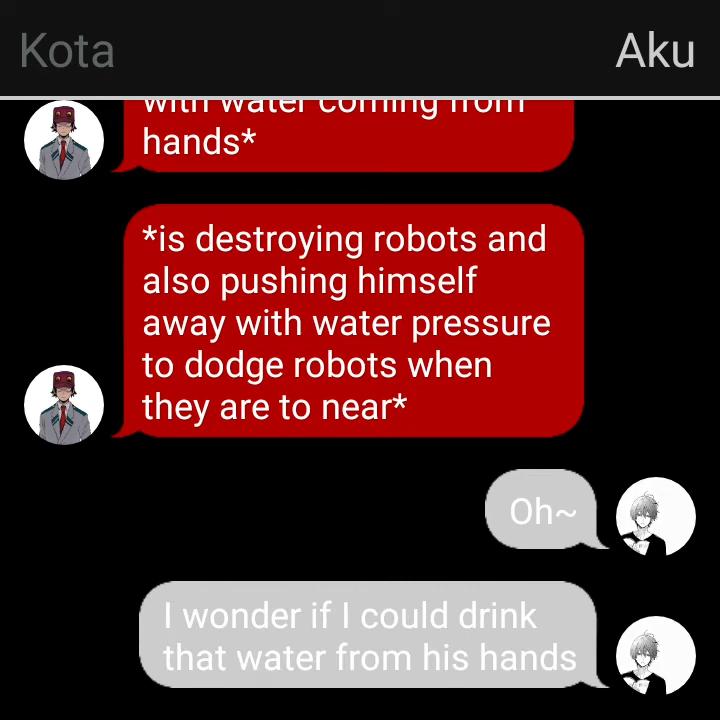 Kota
Aku
with water coming from
hands*
*is destroying robots and
also pushing himself
away with water pressure
to dodge robots when
they are to near*
Oh~
I wonder if I could drink
that water from his hands